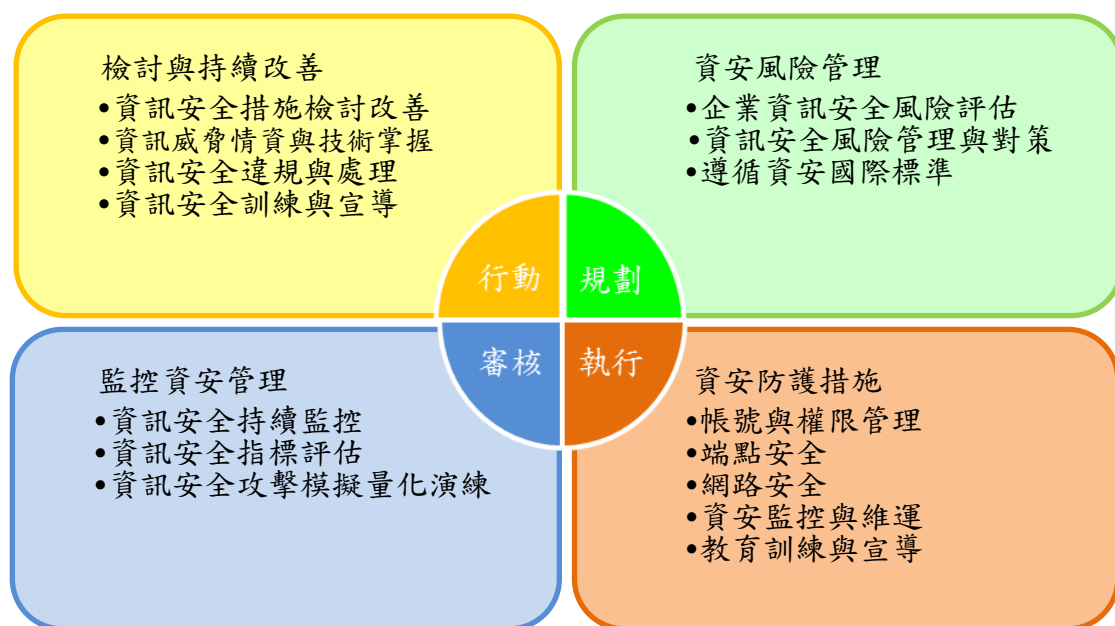 檢討與持續改善
•資訊安全措施檢討改善
•資訊威脅情資與技術掌握
•資訊安全違規與處理
•資訊安全訓練與宣導
資安風險管理
•企業資訊安全風險評估
•資訊安全風險管理與對策
•遵循資安國際標準
行動
規劃
審核
執行
監控資安管理
•資訊安全持續監控
•資訊安全指標評估
•資訊安全攻擊模擬量化演練
資安防護措施
•帳號與權限管理
•端點安全
•網路安全
•資安監控與維運
•教育訓練與宣導